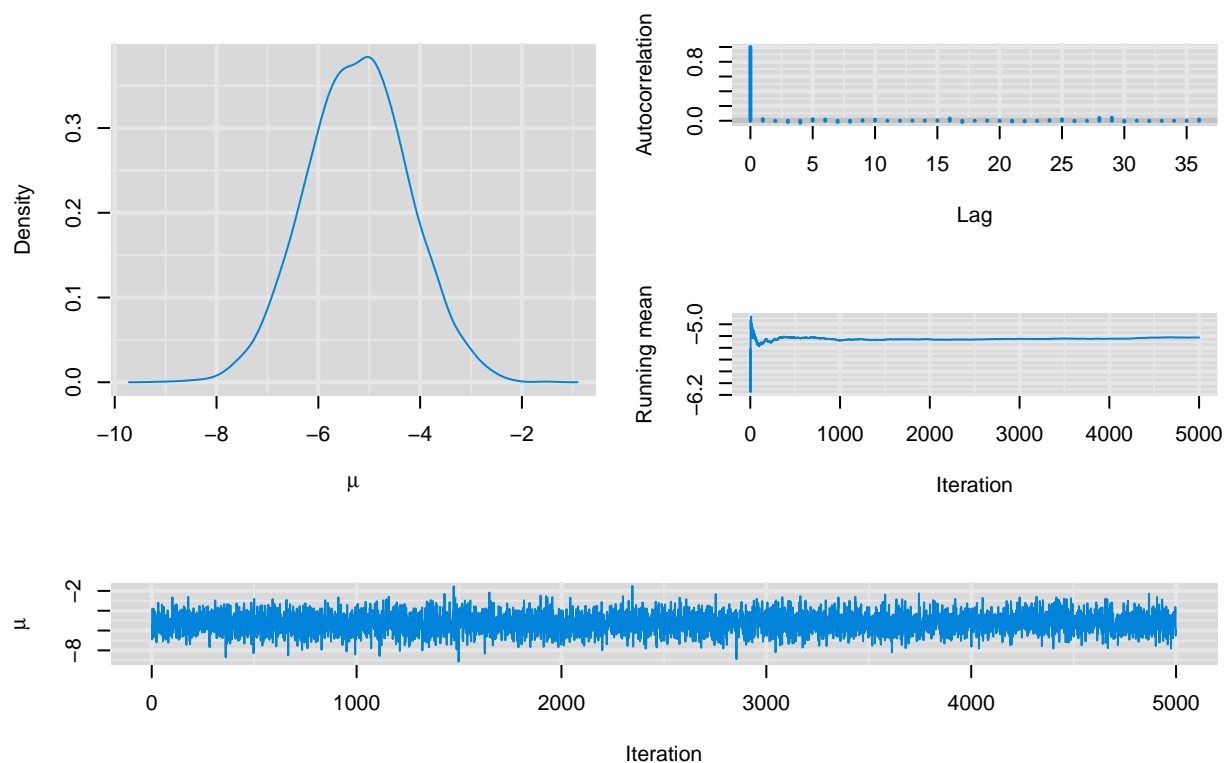 Density
0.0 0.1 0.2 0.3
−10 −8 −6 −4 −2
μ
Autocorrelation
0.0 0.8
0 5 10 15 20 25 30 35
Lag
Running mean
−6.2 −5.0
0 1000 2000 3000 4000 5000
Iteration
μ
−8 −2
0 1000 2000 3000 4000 5000
Iteration